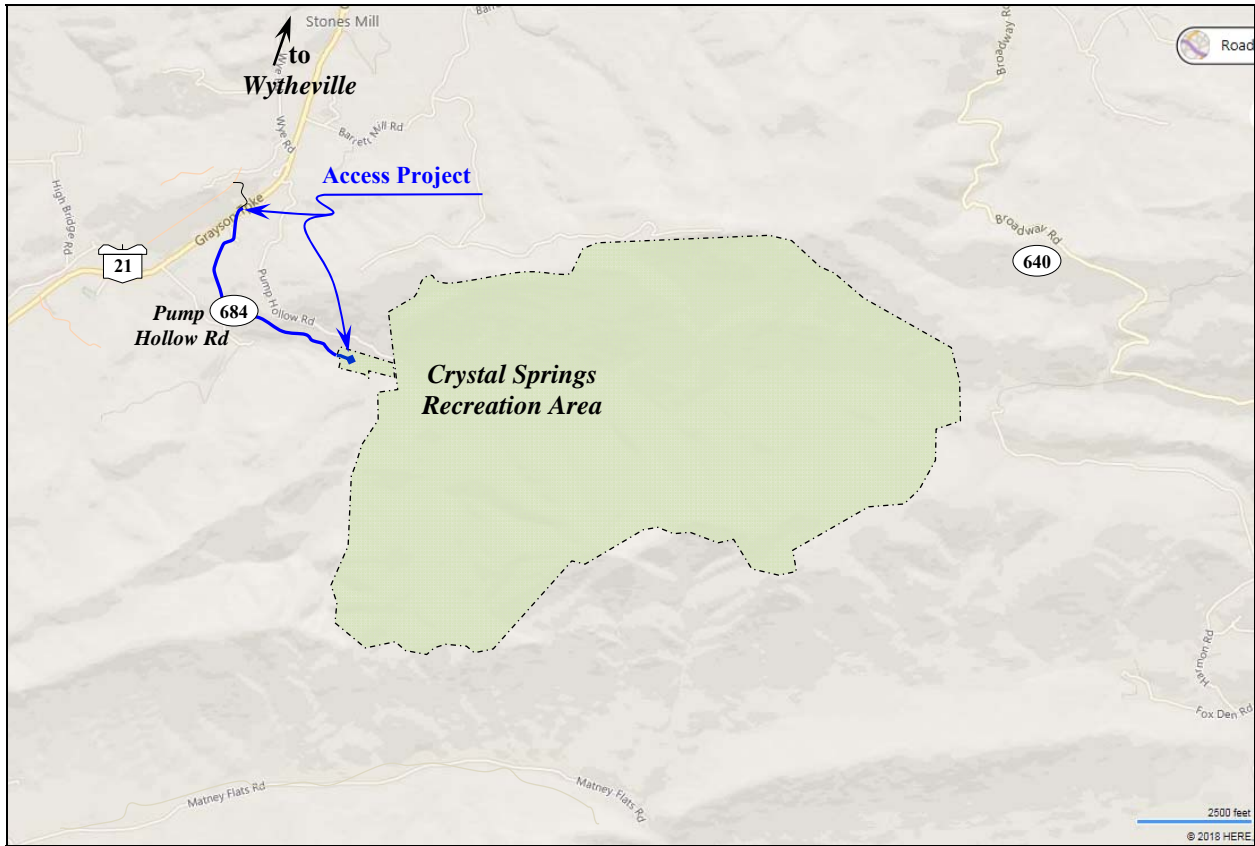 Stones Mill
to
Wytheville
Wye Rd
Barrett Mill Rd
Broadway Rd
Road
High Bridge Rd
Access Project
Grayson
21
Pump Hollow Rd
Pump
Hollow Rd
684
Broadway Rd
640
Crystal Springs
Recreation Area
Harmon Rd
Fox Den Rd
Matney Flats Rd
Matney Flats Rd
2500 feet
© 2018 HERE